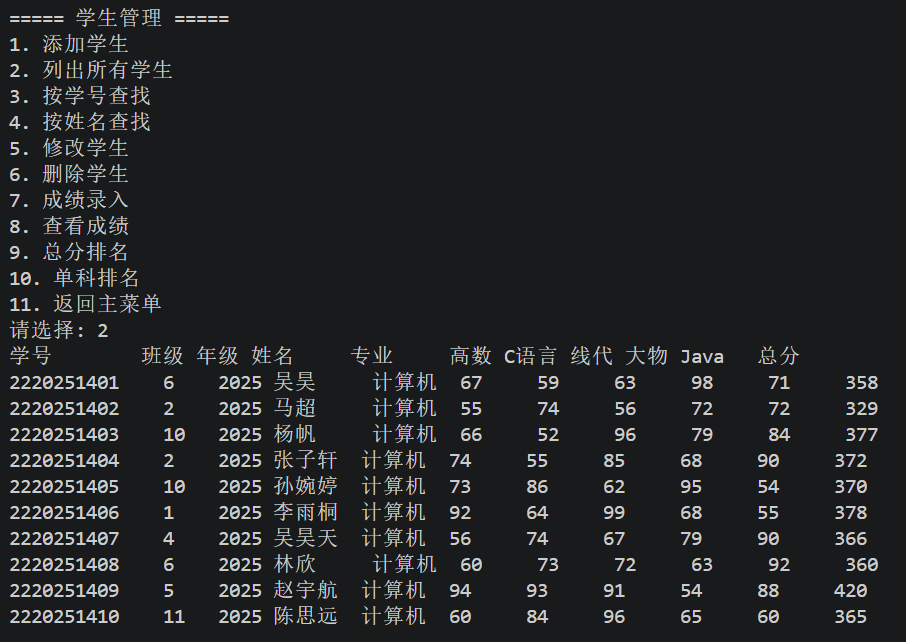 ===== 学生管理 =====
1. 添加学生
2. 列出所有学生
3. 按学号查找
4. 按姓名查找
5. 修改学生
6. 删除学生
7. 成绩录入
8. 查看成绩
9. 总分排名
10. 单科排名
11. 返回主菜单
请选择: 2
学号 班级 年级 姓名 专业 高数 C语言 线代 大物 Java 总分
2220251401 6 2025 吴昊 计算机 67 59 63 98 71 358
2220251402 2 2025 马超 计算机 55 74 56 72 72 329
2220251403 10 2025 杨帆 计算机 66 52 96 79 84 377
2220251404 2 2025 张子轩 计算机 74 55 85 68 90 372
2220251405 10 2025 孙婉婷 计算机 73 86 62 95 54 370
2220251406 1 2025 李雨桐 计算机 92 64 99 68 55 378
2220251407 4 2025 吴昊天 计算机 56 74 67 79 90 366
2220251408 6 2025 林欣 计算机 60 73 72 63 92 360
2220251409 5 2025 赵宇航 计算机 94 93 91 54 88 420
2220251410 11 2025 陈思远 计算机 60 84 96 65 60 365